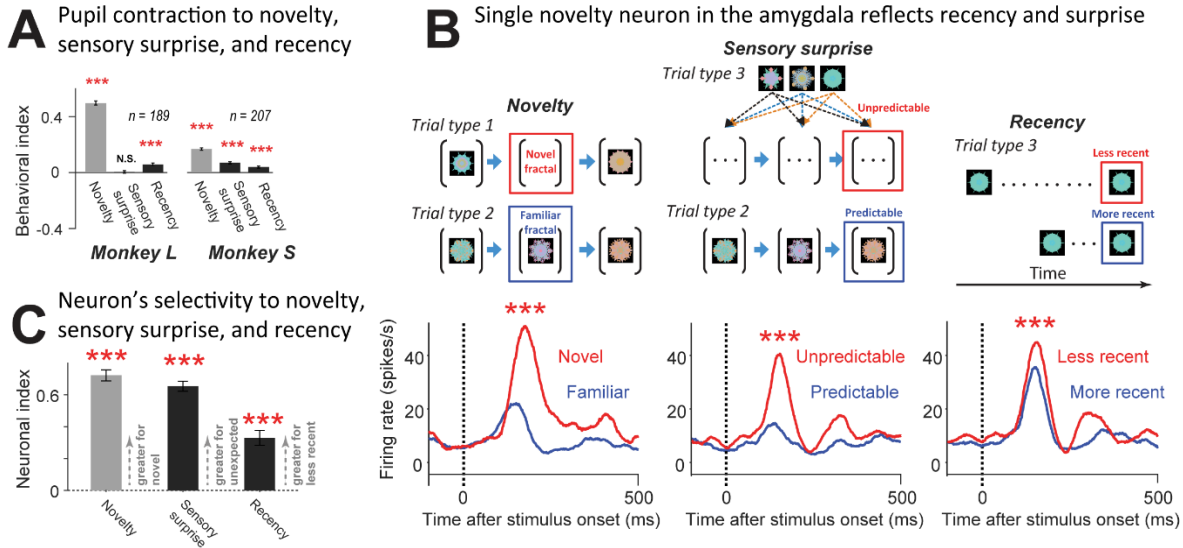 A Pupil contraction to novelty,
sensory surprise, and recency
Behavioral index
0.4
0
-0.4
***
N.S.
***
n = 189
***
***
***
n = 207
Novelty
Sensory
surprise
Recency
Novelty
Sensory
surprise
Recency
Monkey L
Monkey S
B Single novelty neuron in the amygdala reflects recency and surprise
Novelty
Trial type 1
Novel
fractal
Trial type 2
Familiar
fractal
Sensory surprise
Trial type 3
Unpredictable
Trial type 2
Predictable
Recency
Trial type 3
Less recent
More recent
Time
Firing rate (spikes/s)
40
20
0
***
Novel
Familiar
0
500
Time after stimulus onset (ms)
40
20
0
***
Unpredictable
Predictable
0
500
Time after stimulus onset (ms)
40
20
0
***
Less recent
More recent
0
500
Time after stimulus onset (ms)
C Neuron's selectivity to novelty,
sensory surprise, and recency
Neuronal index
0.6
0
***
***
***
greater for
novel
greater for
unexpected
greater for
less recent
Novelty
Sensory
surprise
Recency